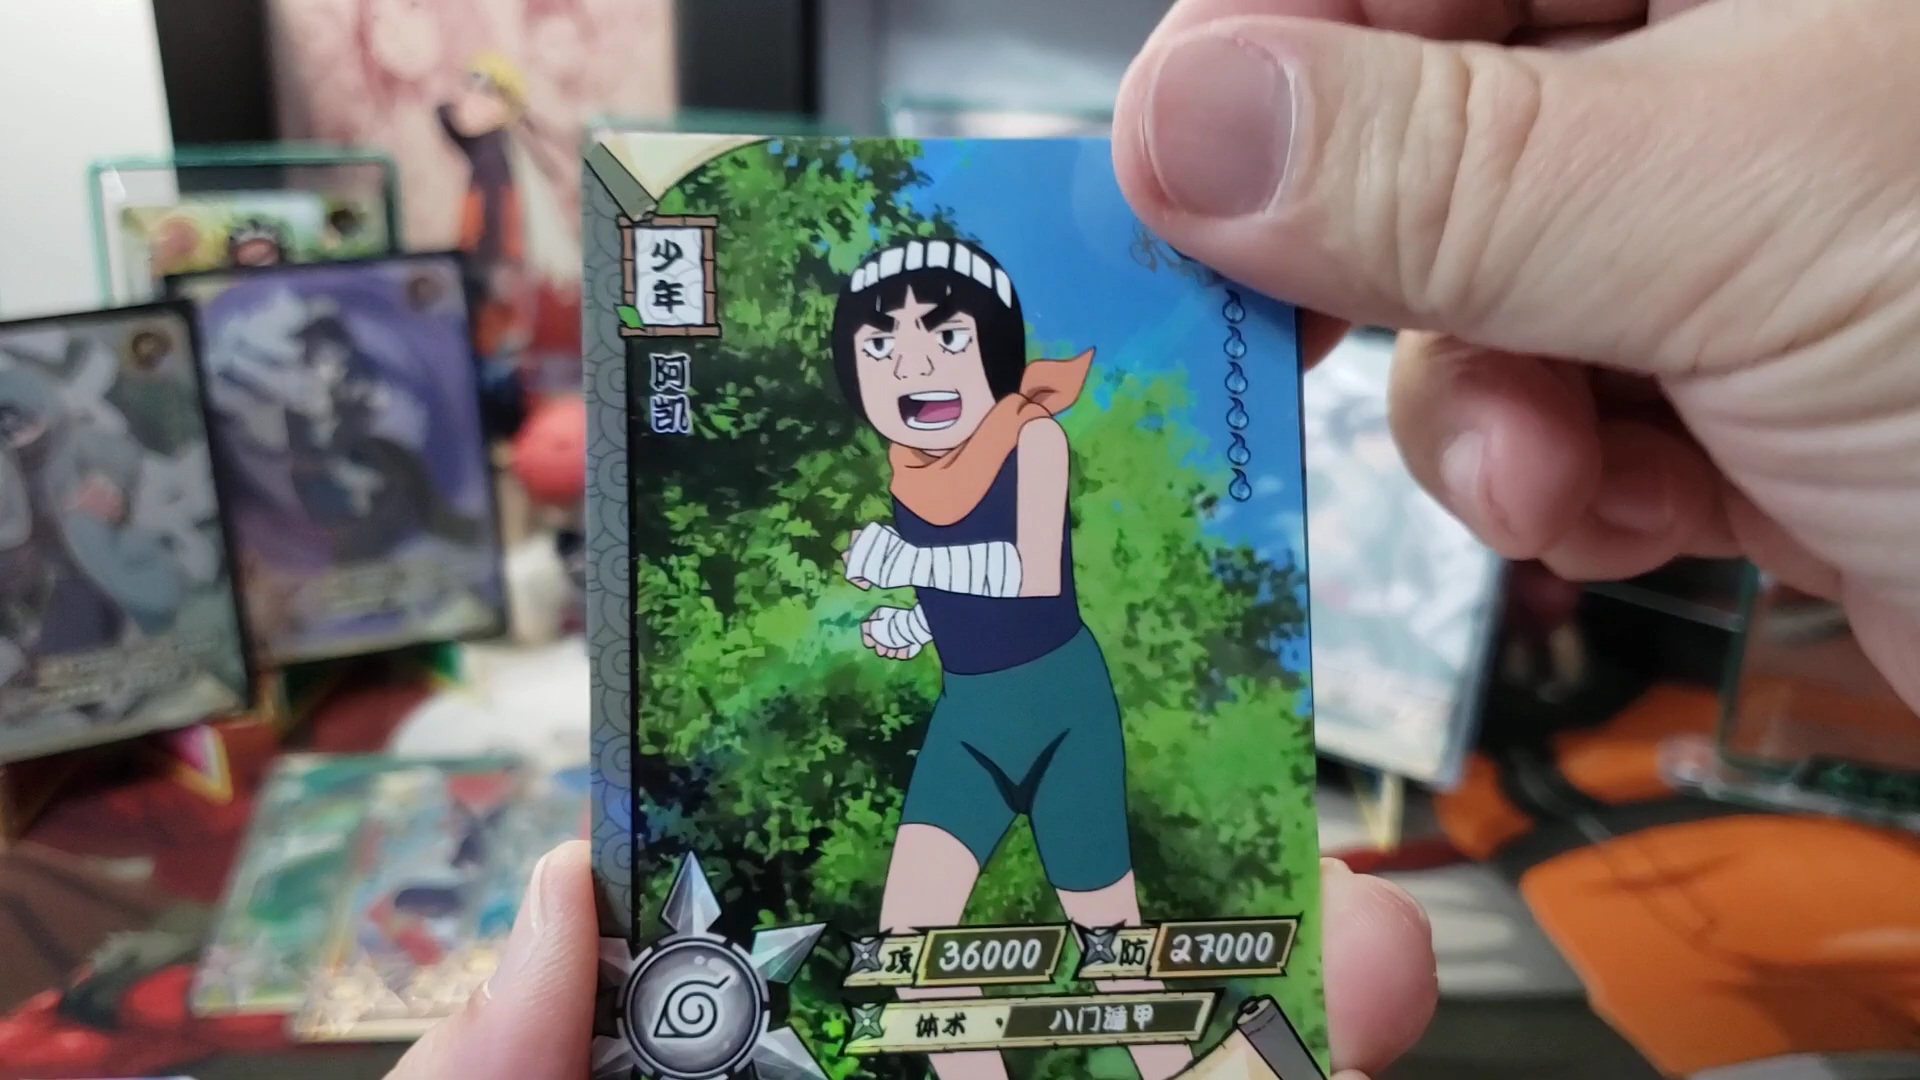 少年
阿凯
攻 36000
防 27000
体术・八门遁甲